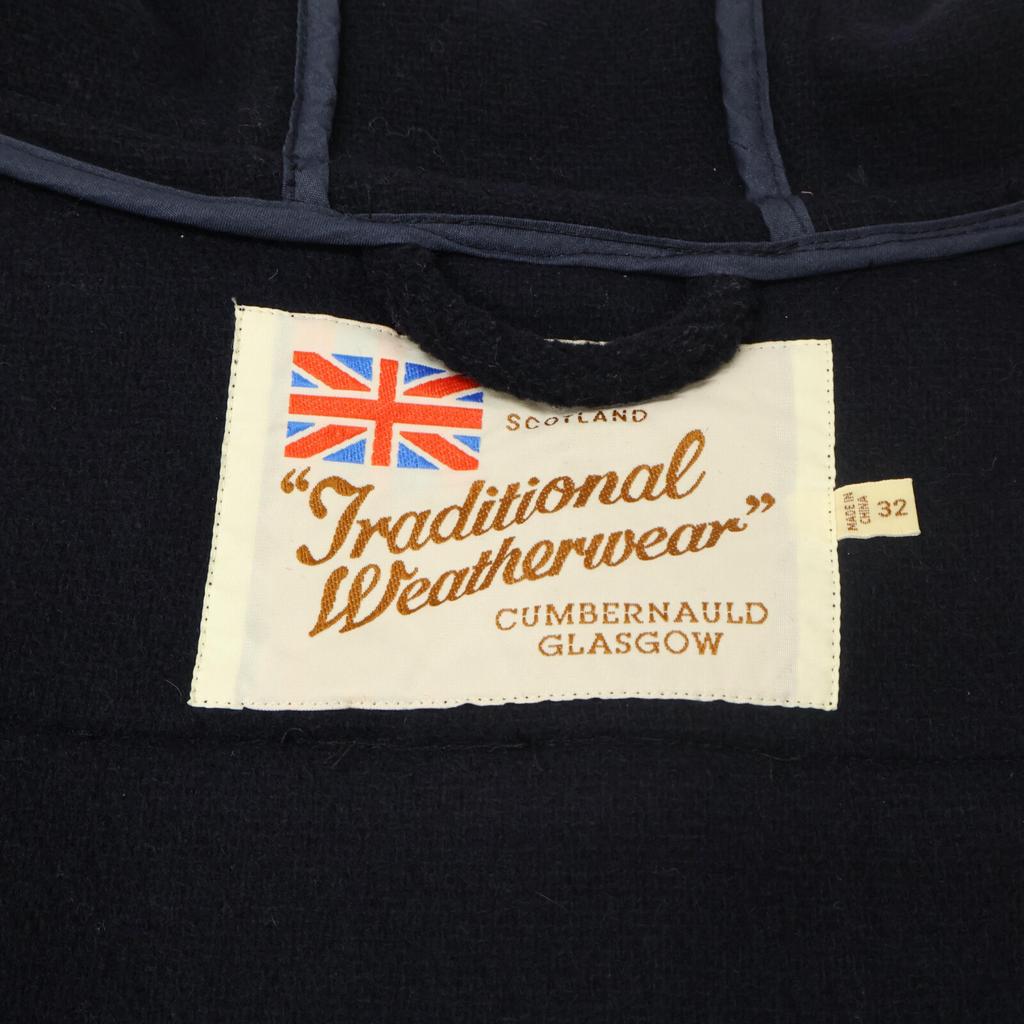 SCOTLAND
“Traditional
Weatherwear”
CUMBERNAULD
GLASGOW
MADE IN
CHINA
32